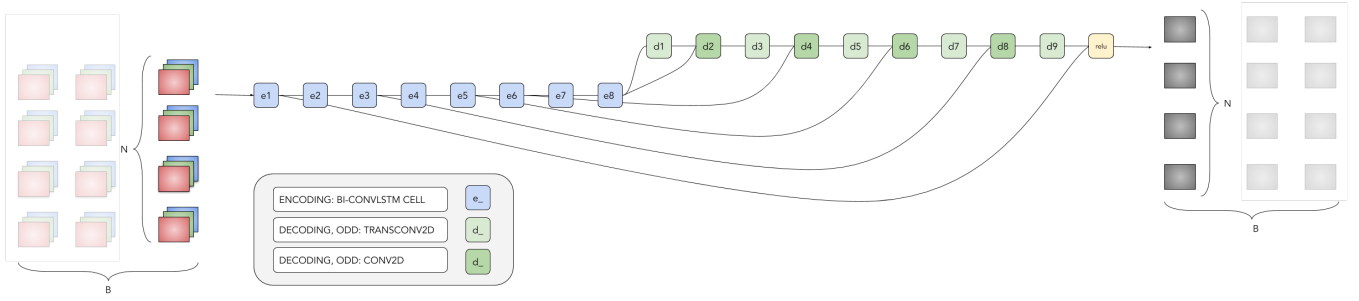 N
B
e1
e2
e3
e4
e5
e6
e7
e8
d1
d2
d3
d4
d5
d6
d7
d8
d9
relu
ENCODING: BI-CONVLSTM CELL
e_
DECODING, ODD: TRANSCONV2D
d_
DECODING, ODD: CONV2D
d_
N
B